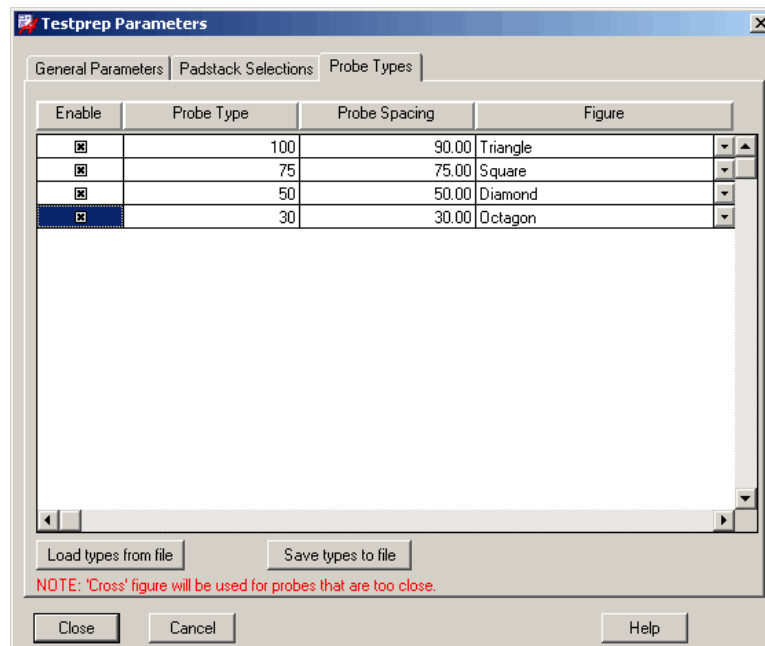 Testprep Parameters
General Parameters Padstack Selections Probe Types
Enable Probe Type Probe Spacing Figure
100 90.00 Triangle
75 75.00 Square
50 50.00 Diamond
30 30.00 Octagon
Load types from file Save types to file
NOTE: 'Cross' figure will be used for probes that are too close.
Close Cancel Help